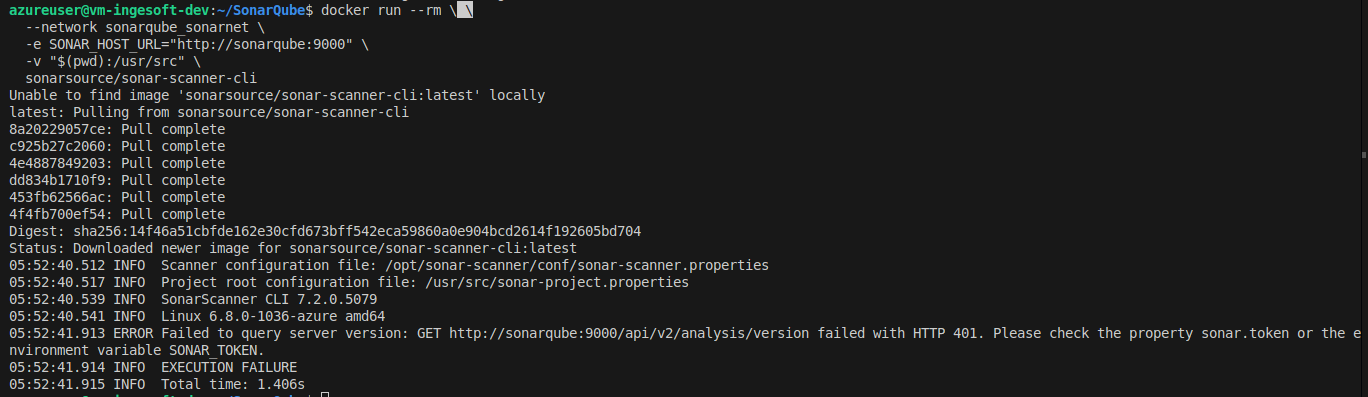 azureuser@vm-ingesoft-dev:~/SonarQube$ docker run --rm \ \
  --network sonarqube_sonarnet \
  -e SONAR_HOST_URL="http://sonarqube:9000" \
  -v "$(pwd):/usr/src" \
  sonarsource/sonar-scanner-cli
Unable to find image 'sonarsource/sonar-scanner-cli:latest' locally
latest: Pulling from sonarsource/sonar-scanner-cli
8a20229057ce: Pull complete
c925b27c2060: Pull complete
4e4887849203: Pull complete
dd834b1710f9: Pull complete
453fb62566ac: Pull complete
4f4fb700ef54: Pull complete
Digest: sha256:14f46a51cbfde162e30cfd673bff542eca59860a0e904bcd2614f192605bd704
Status: Downloaded newer image for sonarsource/sonar-scanner-cli:latest
05:52:40.512 INFO  Scanner configuration file: /opt/sonar-scanner/conf/sonar-scanner.properties
05:52:40.517 INFO  Project root configuration file: /usr/src/sonar-project.properties
05:52:40.539 INFO  SonarScanner CLI 7.2.0.5079
05:52:40.541 INFO  Linux 6.8.0-1036-azure amd64
05:52:41.913 ERROR Failed to query server version: GET http://sonarqube:9000/api/v2/analysis/version failed with HTTP 401. Please check the property sonar.token or the e
nvironment variable SONAR_TOKEN.
05:52:41.914 INFO  EXECUTION FAILURE
05:52:41.915 INFO  Total time: 1.406s